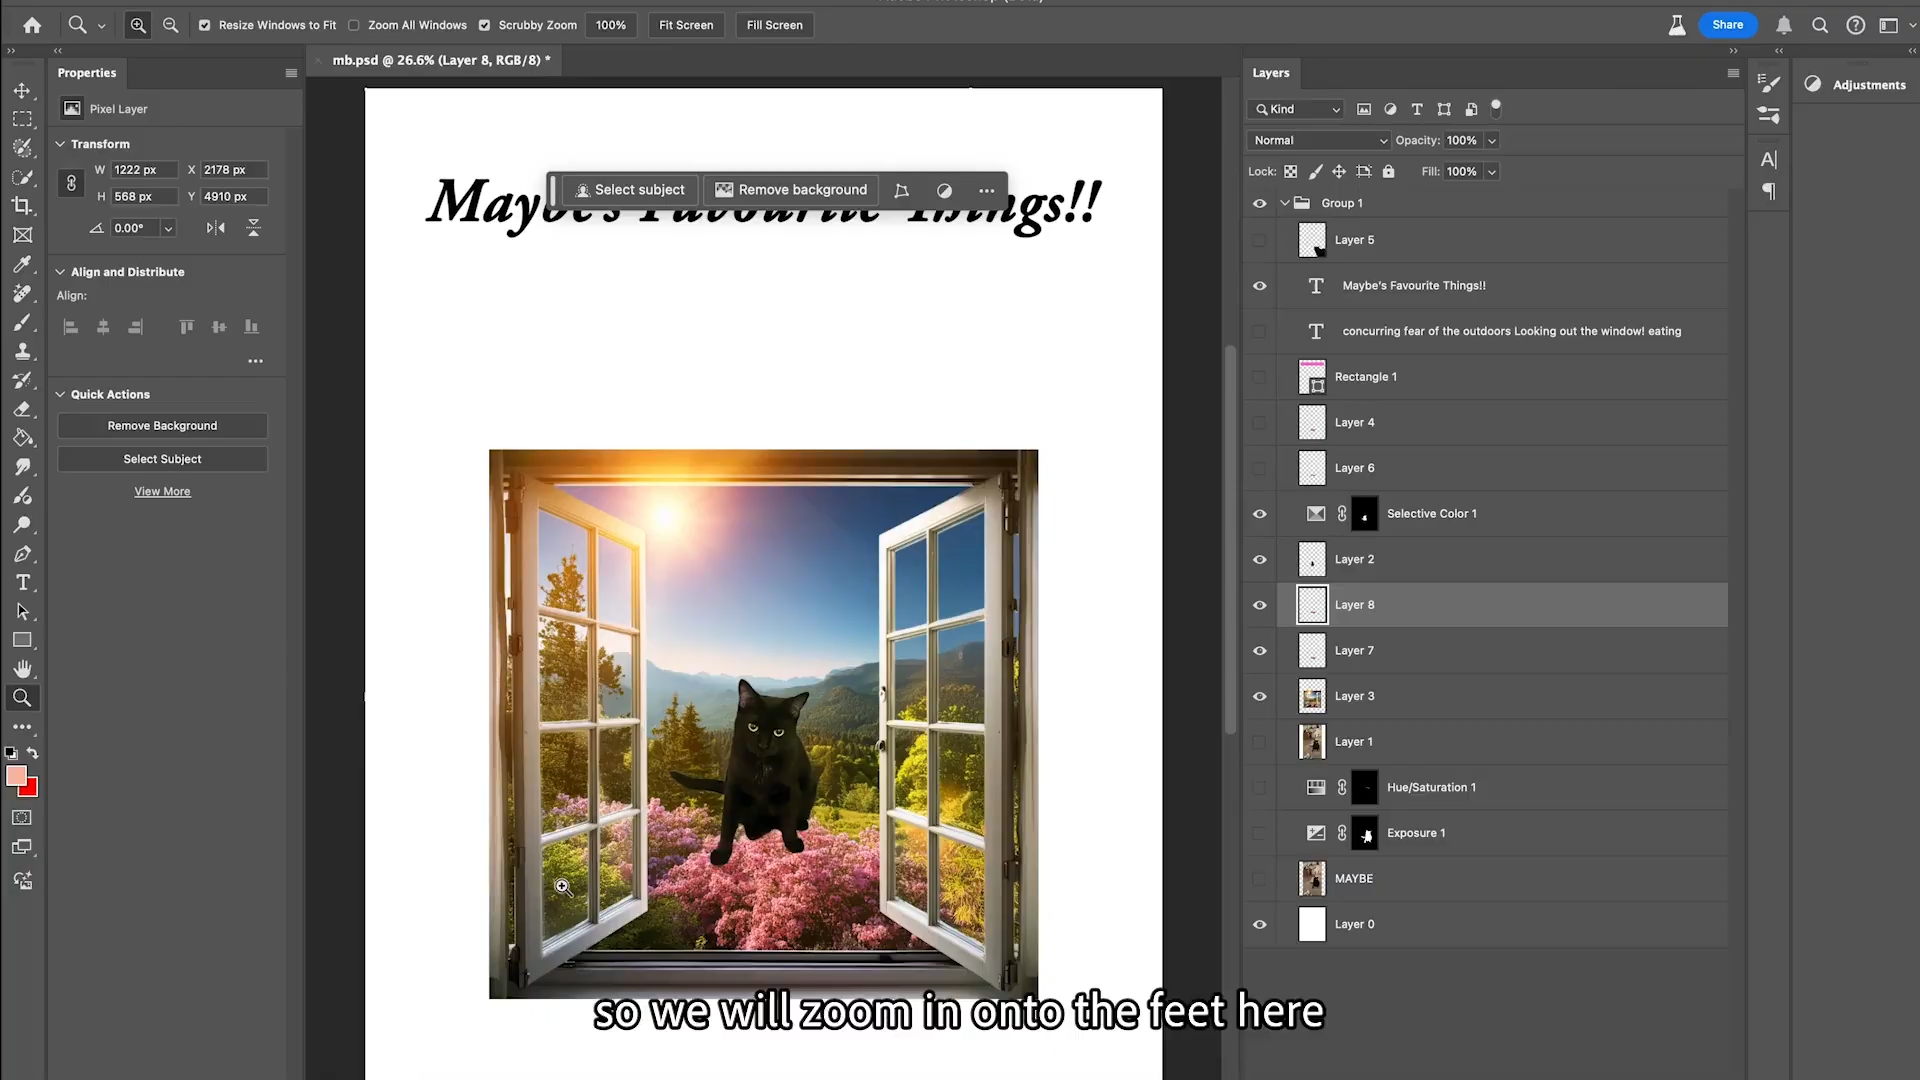 Resize Windows to Fit
Zoom All Windows
Scrubby Zoom
100%
Fit Screen
Fill Screen
Share
Properties
mb.psd @ 26.6% (Layer 8, RGB/8) *
Layers
Adjustments
Pixel Layer
Kind
Transform
Normal
Opacity: 100%
W 1222 px
X 2178 px
Lock:
Fill: 100%
H 568 px
Y 4910 px
0.00°
Maybe's Favourite Things!!
Select subject
Remove background
Align and Distribute
Align:
Quick Actions
Remove Background
Select Subject
View More
Group 1
Layer 5
Maybe's Favourite Things!!
concurring fear of the outdoors Looking out the window! eating
Rectangle 1
Layer 4
Layer 6
Selective Color 1
Layer 2
Layer 8
Layer 7
Layer 3
Layer 1
Hue/Saturation 1
Exposure 1
MAYBE
Layer 0
so we will zoom in onto the feet here